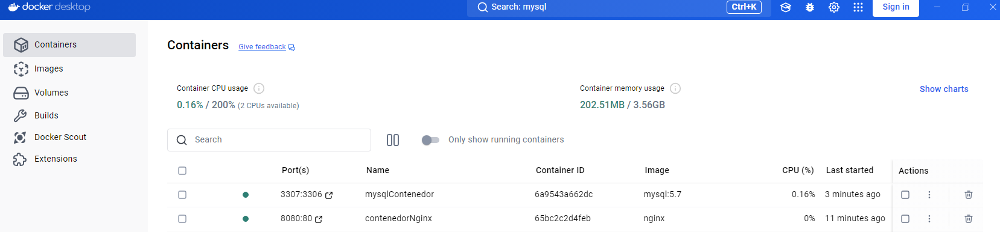 docker desktop
Search: mysql
Ctrl+K
Sign in
Containers
Images
Volumes
Builds
Docker Scout
Extensions
Containers Give feedback
Container CPU usage
0.16% / 200% (2 CPUs available)
Container memory usage
202.51MB / 3.56GB
Show charts
Search
Only show running containers
Port(s) Name Container ID Image CPU (%) Last started Actions
3307:3306 mysqlContenedor 6a9543a662dc mysql:5.7 0.16% 3 minutes ago
8080:80 contenedorNginx 65bc2c2d4feb nginx 0% 11 minutes ago